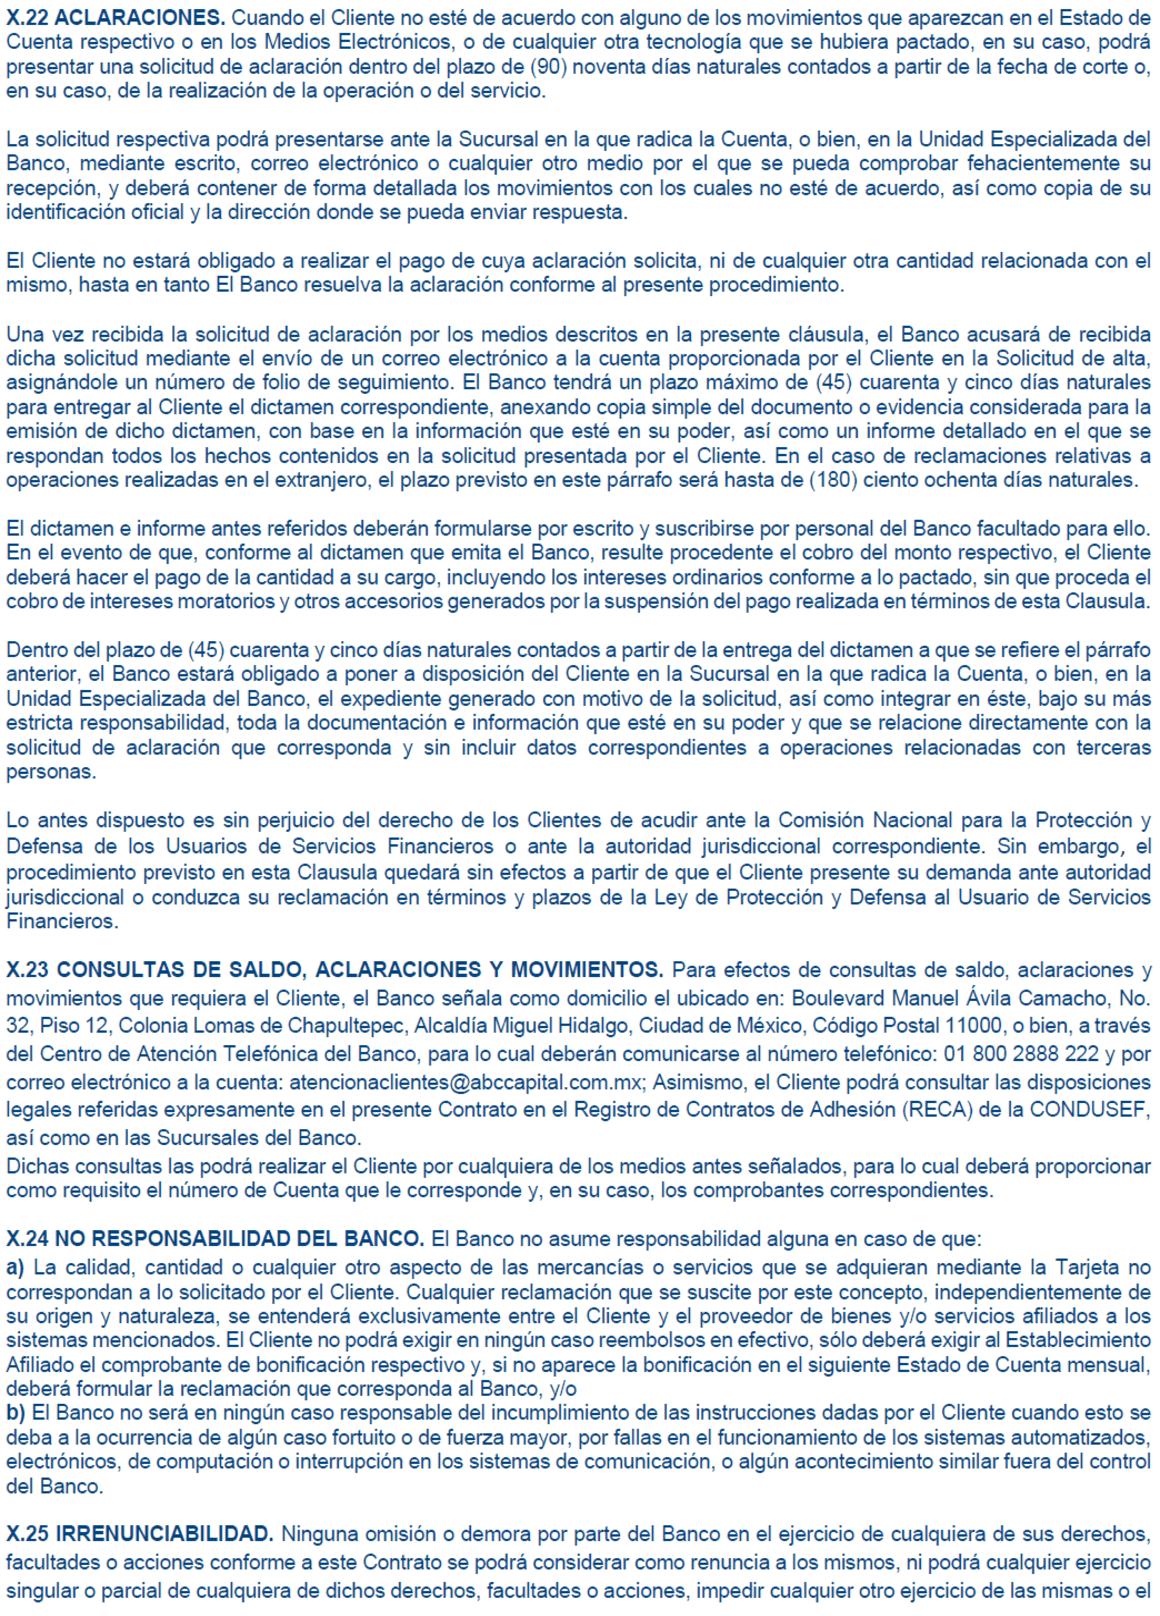 X.22 ACLARACIONES. Cuando el Cliente no esté de acuerdo con alguno de los movimientos que aparezcan en el Estado de
Cuenta respectivo o en los Medios Electrónicos, o de cualquier otra tecnología que se hubiera pactado, en su caso, podrá
presentar una solicitud de aclaración dentro del plazo de (90) noventa días naturales contados a partir de la fecha de corte o,
en su caso, de la realización de la operación o del servicio.
La solicitud respectiva podrá presentarse ante la Sucursal en la que radica la Cuenta, o bien, en la Unidad Especializada del
Banco, mediante escrito, correo electrónico o cualquier otro medio por el que se pueda comprobar fehacientemente su
recepción, y deberá contener de forma detallada los movimientos con los cuales no esté de acuerdo, así como copia de su
identificación oficial y la dirección donde se pueda enviar respuesta.
El Cliente no estará obligado a realizar el pago de cuya aclaración solicita, ni de cualquier otra cantidad relacionada con el
mismo, hasta en tanto El Banco resuelva la aclaración conforme al presente procedimiento.
Una vez recibida la solicitud de aclaración por los medios descritos en la presente cláusula, el Banco acusará de recibida
dicha solicitud mediante el envío de un correo electrónico a la cuenta proporcionada por el Cliente en la Solicitud de alta,
asignándole un número de folio de seguimiento. El Banco tendrá un plazo máximo de (45) cuarenta y cinco días naturales
para entregar al Cliente el dictamen correspondiente, anexando copia simple del documento o evidencia considerada para la
emisión de dicho dictamen, con base en la información que esté en su poder, así como un informe detallado en el que se
respondan todos los hechos contenidos en la solicitud presentada por el Cliente. En el caso de reclamaciones relativas a
operaciones realizadas en el extranjero, el plazo previsto en este párrafo será hasta de (180) ciento ochenta días naturales.
El dictamen e informe antes referidos deberán formularse por escrito y suscribirse por personal del Banco facultado para ello.
En el evento de que, conforme al dictamen que emita el Banco, resulte procedente el cobro del monto respectivo, el Cliente
deberá hacer el pago de la cantidad a su cargo, incluyendo los intereses ordinarios conforme a lo pactado, sin que proceda el
cobro de intereses moratorios y otros accesorios generados por la suspensión del pago realizada en términos de esta Clausula.
Dentro del plazo de (45) cuarenta y cinco días naturales contados a partir de la entrega del dictamen a que se refiere el párrafo
anterior, el Banco estará obligado a poner a disposición del Cliente en la Sucursal en la que radica la Cuenta, o bien, en la
Unidad Especializada del Banco, el expediente generado con motivo de la solicitud, así como integrar en éste, bajo su más
estricta responsabilidad, toda la documentación e información que esté en su poder y que se relacione directamente con la
solicitud de aclaración que corresponda y sin incluir datos correspondientes a operaciones relacionadas con terceras
personas.
Lo antes dispuesto es sin perjuicio del derecho de los Clientes de acudir ante la Comisión Nacional para la Protección y
Defensa de los Usuarios de Servicios Financieros o ante la autoridad jurisdiccional correspondiente. Sin embargo, el
procedimiento previsto en esta Clausula quedará sin efectos a partir de que el Cliente presente su demanda ante autoridad
jurisdiccional o conduzca su reclamación en términos y plazos de la Ley de Protección y Defensa al Usuario de Servicios
Financieros.
X.23 CONSULTAS DE SALDO, ACLARACIONES Y MOVIMIENTOS. Para efectos de consultas de saldo, aclaraciones y
movimientos que requiera el Cliente, el Banco señala como domicilio el ubicado en: Boulevard Manuel Ávila Camacho, No.
32, Piso 12, Colonia Lomas de Chapultepec, Alcaldía Miguel Hidalgo, Ciudad de México, Código Postal 11000, o bien, a través
del Centro de Atención Telefónica del Banco, para lo cual deberán comunicarse al número telefónico: 01 800 2888 222 y por
correo electrónico a la cuenta: atencionaclientes@abccapital.com.mx; Asimismo, el Cliente podrá consultar las disposiciones
legales referidas expresamente en el presente Contrato en el Registro de Contratos de Adhesión (RECA) de la CONDUSEF,
así como en las Sucursales del Banco.
Dichas consultas las podrá realizar el Cliente por cualquiera de los medios antes señalados, para lo cual deberá proporcionar
como requisito el número de Cuenta que le corresponde y, en su caso, los comprobantes correspondientes.
X.24 NO RESPONSABILIDAD DEL BANCO. El Banco no asume responsabilidad alguna en caso de que:
a) La calidad, cantidad o cualquier otro aspecto de las mercancías o servicios que se adquieran mediante la Tarjeta no
correspondan a lo solicitado por el Cliente. Cualquier reclamación que se suscite por este concepto, independientemente de
su origen y naturaleza, se entenderá exclusivamente entre el Cliente y el proveedor de bienes y/o servicios afiliados a los
sistemas mencionados. El Cliente no podrá exigir en ningún caso reembolsos en efectivo, sólo deberá exigir al Establecimiento
Afiliado el comprobante de bonificación respectivo y, si no aparece la bonificación en el siguiente Estado de Cuenta mensual,
deberá formular la reclamación que corresponda al Banco, y/o
b) El Banco no será en ningún caso responsable del incumplimiento de las instrucciones dadas por el Cliente cuando esto se
deba a la ocurrencia de algún caso fortuito o de fuerza mayor, por fallas en el funcionamiento de los sistemas automatizados,
electrónicos, de computación o interrupción en los sistemas de comunicación, o algún acontecimiento similar fuera del control
del Banco.
X.25 IRRENUNCIABILIDAD. Ninguna omisión o demora por parte del Banco en el ejercicio de cualquiera de sus derechos,
facultades o acciones conforme a este Contrato se podrá considerar como renuncia a los mismos, ni podrá cualquier ejercicio
singular o parcial de cualquiera de dichos derechos, facultades o acciones, impedir cualquier otro ejercicio de las mismas o el